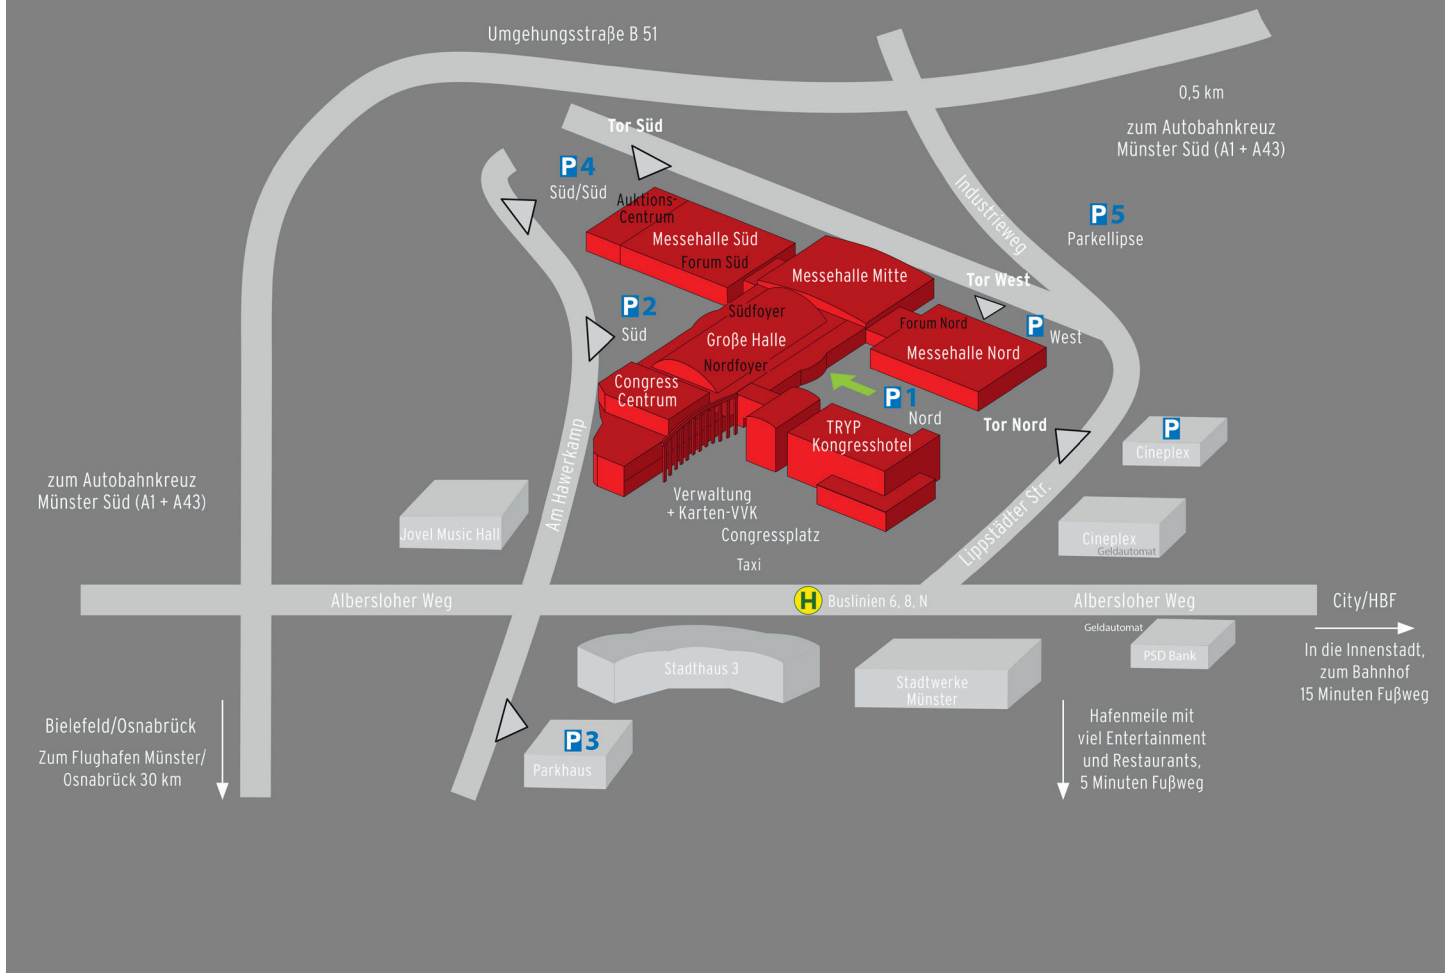 Umgehungsstraße B 51
0,5 km
zum Autobahnkreuz
Münster Süd (A1 + A43)
Tor Süd
P 4
Süd/Süd
Industrieweg
P 5
Parkellipse
Auktions-
Centrum
Messehalle Süd
Forum Süd
Messehalle Mitte
Tor West
P 2
Süd
Südfoyer
Große Halle
Nordfoyer
Forum Nord
Messehalle Nord
P
West
Congress
Centrum
P 1
Nord
TRYP
Kongresshotel
Tor Nord
P
Cineplex
zum Autobahnkreuz
Münster Süd (A1 + A43)
Am Hawerkamp
Jovel Music Hall
Verwaltung
+ Karten-VVK
Congressplatz
Taxi
Lippstädter Str.
Cineplex
Geldautomat
Albersloher Weg
H
Buslinien 6, 8, N
Albersloher Weg
City/HBF
Geldautomat
PSD Bank
In die Innenstadt,
zum Bahnhof
15 Minuten Fußweg
Stadthaus 3
Stadtwerke
Münster
Bielefeld/Osnabrück
Zum Flughafen Münster/
Osnabrück 30 km
P 3
Parkhaus
Hafenmeile mit
viel Entertainment
und Restaurants,
5 Minuten Fußweg